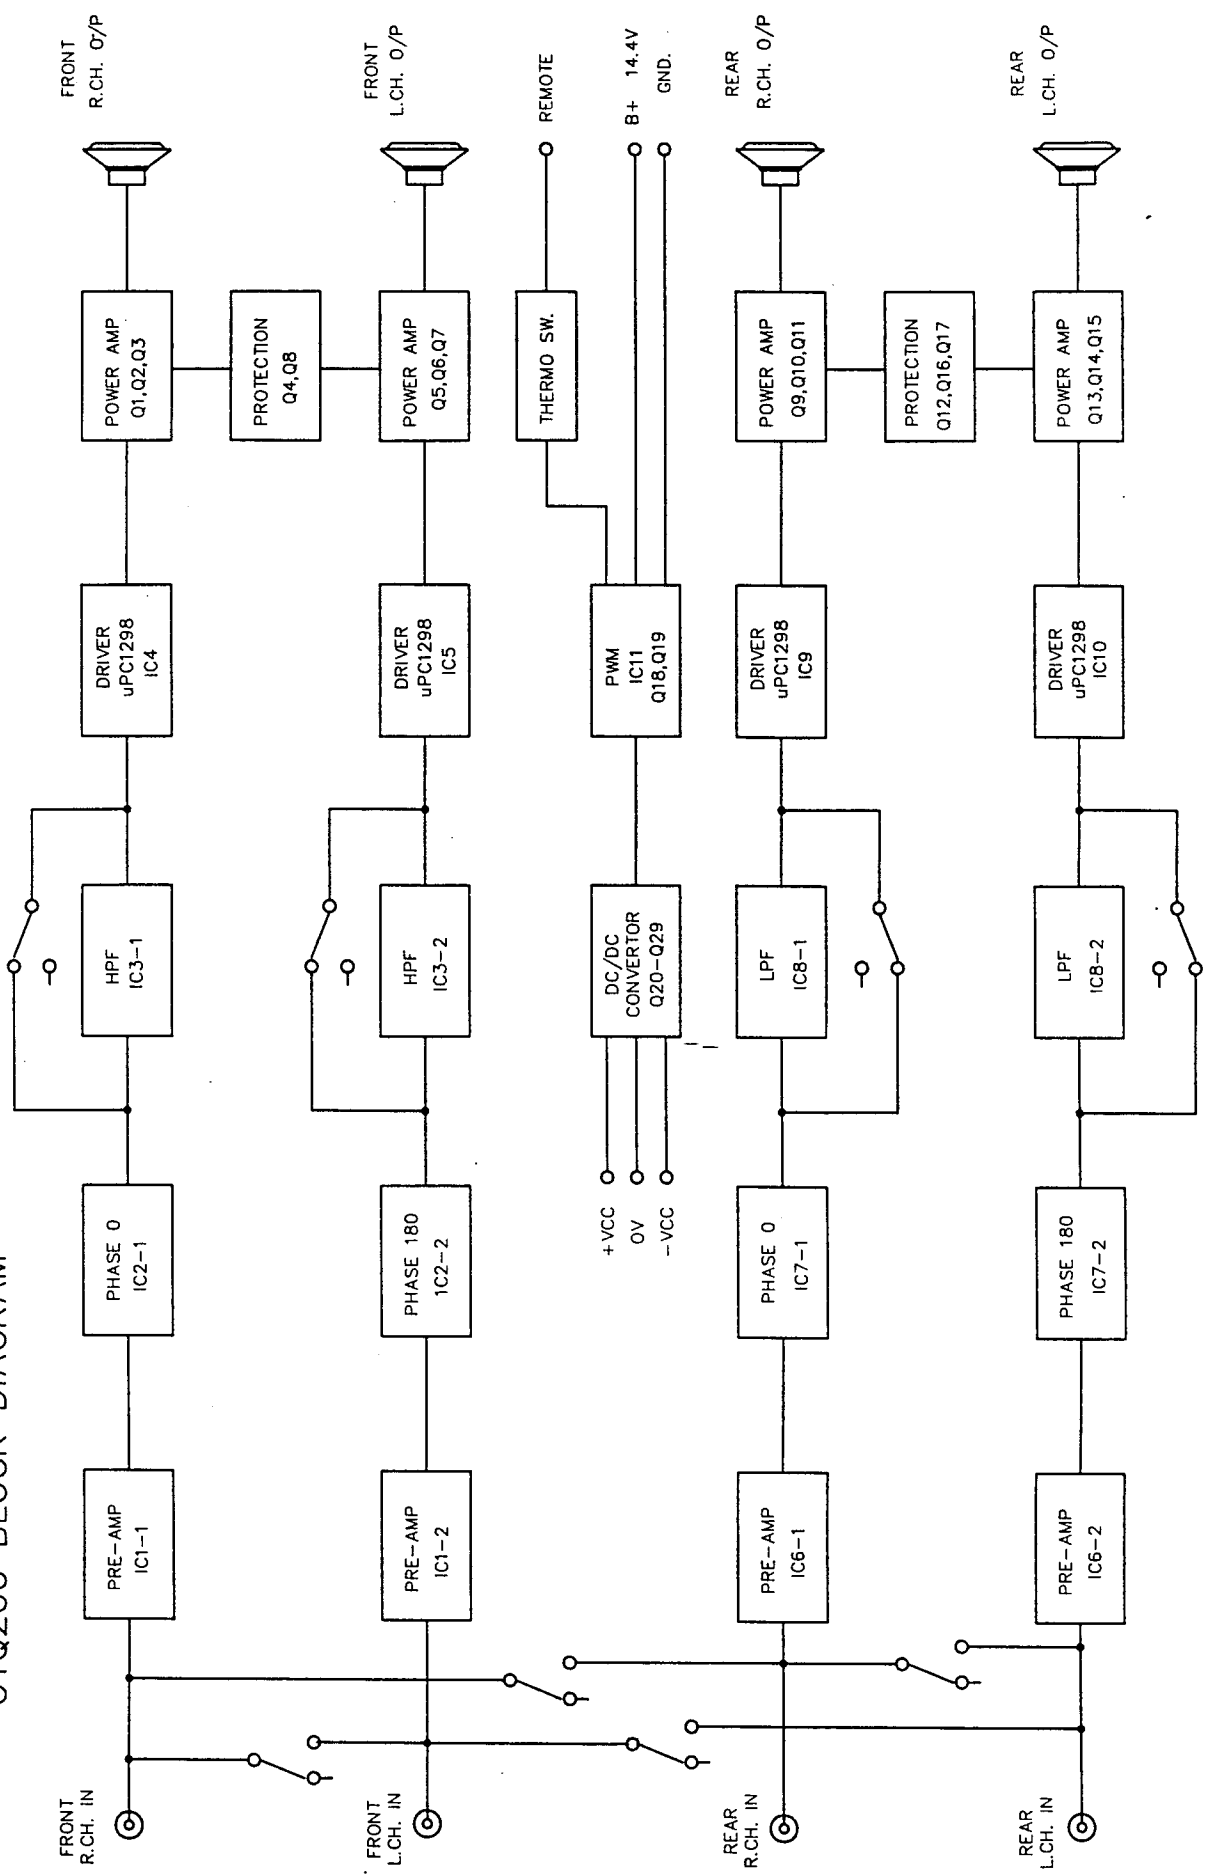 BLOCK DIAGRAM
FRONT
R.CH. IN
PRE-AMP
IC1-1
PHASE 0
IC2-1
HPF
IC3-1
DRIVER
uPC1298
IC4
POWER AMP
Q1,Q2,Q3
FRONT
R.CH. O/P
PROTECTION
Q4,Q8
FRONT
L.CH. IN
PRE-AMP
IC1-2
PHASE 180
1C2-2
HPF
IC3-2
DRIVER
uPC1298
IC5
POWER AMP
Q5,Q6,Q7
FRONT
L.CH. O/P
+VCC
0V
-VCC
DC/DC
CONVERTOR
Q20-Q29
PWM
IC11
Q18,Q19
THERMO SW.
REMOTE
B+ 14.4V
GND.
REAR
R.CH. IN
PRE-AMP
IC6-1
PHASE 0
IC7-1
LPF
IC8-1
DRIVER
uPC1298
IC9
POWER AMP
Q9,Q10,Q11
REAR
R.CH. O/P
PROTECTION
Q12,Q16,Q17
REAR
L.CH. IN
PRE-AMP
IC6-2
PHASE 180
IC7-2
LPF
IC8-2
DRIVER
uPC1298
IC10
POWER AMP
Q13,Q14,Q15
REAR
L.CH. O/P